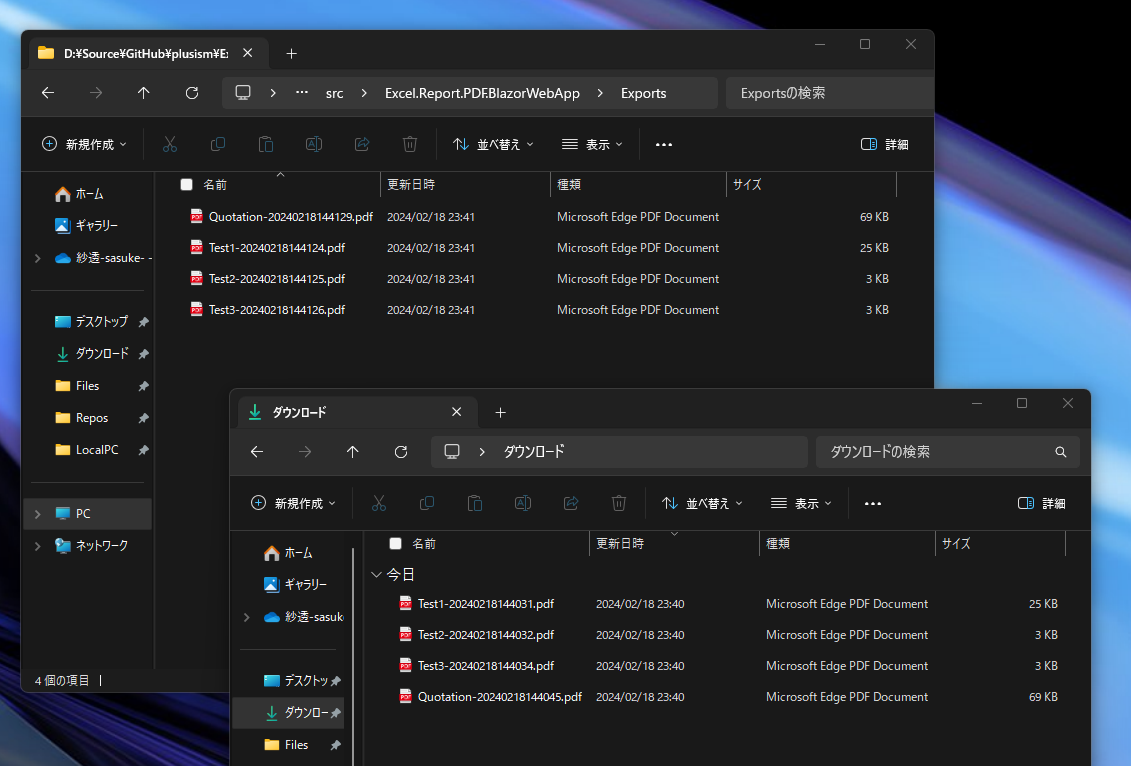 D:¥Source¥GitHub¥plusism¥E
src Excel.Report.PDF.BlazorWebApp Exports Exportsの検索
新規作成 並べ替え 表示 詳細
ホーム
ギャラリー
紗透-sasuke- -
デスクトップ
ダウンロード
Files
Repos
LocalPC
PC
ネットワーク
名前 更新日時 種類 サイズ
Quotation-20240218144129.pdf 2024/02/18 23:41 Microsoft Edge PDF Document 69 KB
Test1-20240218144124.pdf 2024/02/18 23:41 Microsoft Edge PDF Document 25 KB
Test2-20240218144125.pdf 2024/02/18 23:41 Microsoft Edge PDF Document 3 KB
Test3-20240218144126.pdf 2024/02/18 23:41 Microsoft Edge PDF Document 3 KB
4 個の項目
ダウンロード
ダウンロード ダウンロードの検索
新規作成 並べ替え 表示 詳細
ホーム
ギャラリー
紗透-sasuk
デスクトッ
ダウンロー
Files
名前 更新日時 種類 サイズ
今日
Test1-20240218144031.pdf 2024/02/18 23:40 Microsoft Edge PDF Document 25 KB
Test2-20240218144032.pdf 2024/02/18 23:40 Microsoft Edge PDF Document 3 KB
Test3-20240218144034.pdf 2024/02/18 23:40 Microsoft Edge PDF Document 3 KB
Quotation-20240218144045.pdf 2024/02/18 23:40 Microsoft Edge PDF Document 69 KB